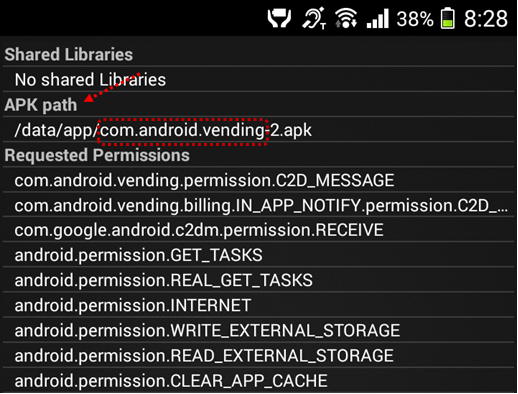 38% 8:28
Shared Libraries
No shared Libraries
APK path
/data/app/com.android.vending-2.apk
Requested Permissions
com.android.vending.permission.C2D_MESSAGE
com.android.vending.billing.IN_APP_NOTIFY.permission.C2D_...
com.google.android.c2dm.permission.RECEIVE
android.permission.GET_TASKS
android.permission.REAL_GET_TASKS
android.permission.INTERNET
android.permission.WRITE_EXTERNAL_STORAGE
android.permission.READ_EXTERNAL_STORAGE
android.permission.CLEAR_APP_CACHE